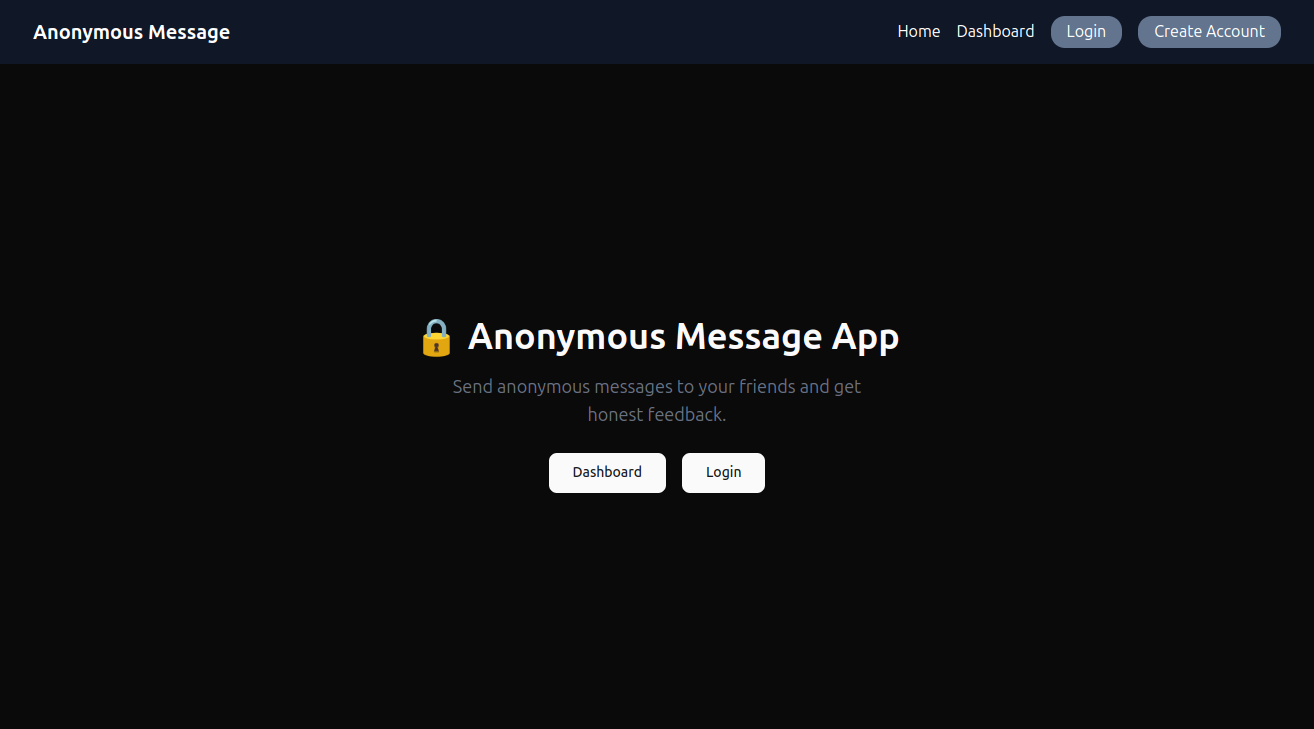 Anonymous Message
Home Dashboard Login Create Account
🔒 Anonymous Message App
Send anonymous messages to your friends and get
honest feedback.
Dashboard Login